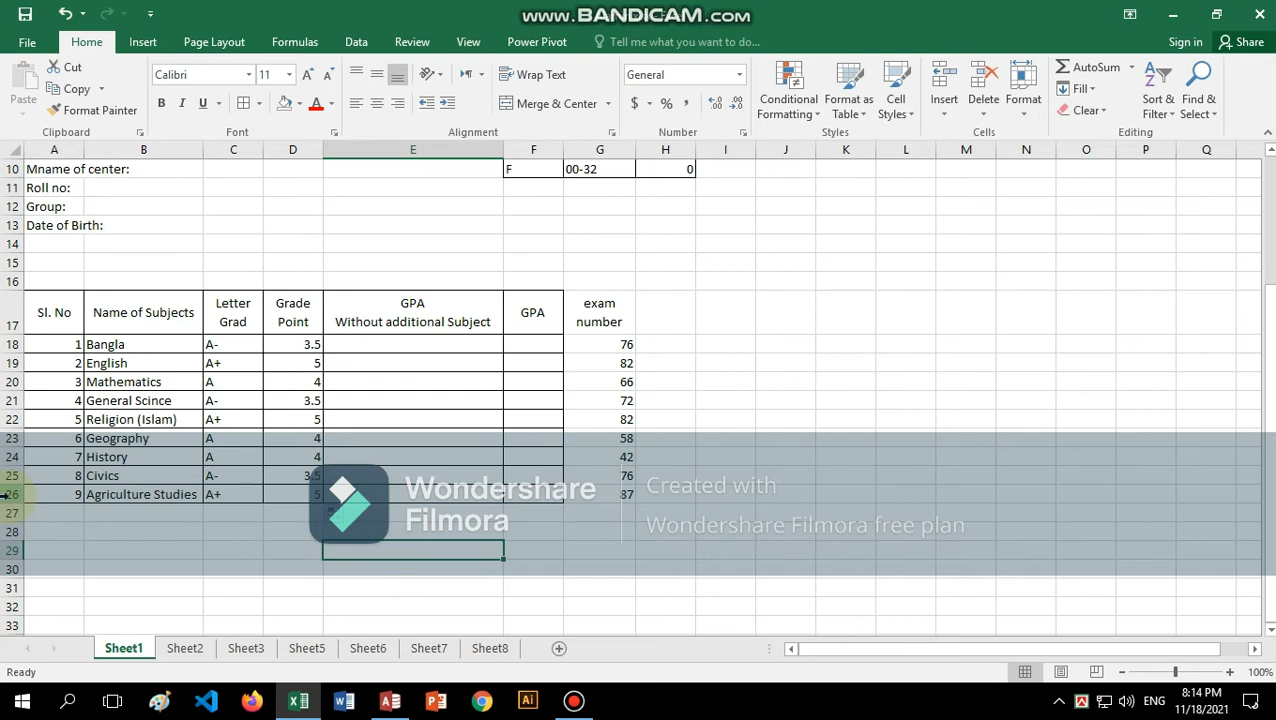 www.BANDICAM.com
File Home Insert Page Layout Formulas Data Review View Power Pivot Tell me what you want to do... Sign in Share
Paste Cut Copy Format Painter Clipboard
Calibri 11 B I U A Font
Wrap Text Merge & Center Alignment
General $ % , Number
Conditional Formatting Format as Table Cell Styles Styles
Insert Delete Format Cells
AutoSum Fill Clear Sort & Filter Find & Select Editing
A B C D E F G H I J K L M N O P Q
10 Mname of center: F 00-32 0
11 Roll no:
12 Group:
13 Date of Birth:
14
15
16
17 Sl. No Name of Subjects Letter Grad Grade Point GPA Without additional Subject GPA exam number
18 1 Bangla A- 3.5 76
19 2 English A+ 5 82
20 3 Mathematics A 4 66
21 4 General Scince A- 3.5 72
22 5 Religion (Islam) A+ 5 82
23 6 Geography A 4 58
24 7 History A 4 42
25 8 Civics A- 3.5 76
26 9 Agriculture Studies A+ 5 87
27
28
29
30
31
32
33
Wondershare Filmora
Created with
Wondershare Filmora free plan
Sheet1 Sheet2 Sheet3 Sheet5 Sheet6 Sheet7 Sheet8
Ready 100%
ENG 8:14 PM
11/18/2021